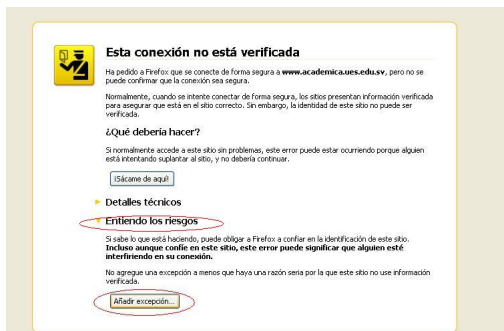 Esta conexión no está verificada
Ha pedido a Firefox que se conecte de forma segura a www.academica.ues.edu.sv, pero no se
puede confirmar que la conexión sea segura.
Normalmente, cuando se intente conectar de forma segura, los sitios presentan información verificada
para asegurar que está en el sitio correcto. Sin embargo, la identidad de este sitio no puede ser
verificada.
¿Qué debería hacer?
Si normalmente accede a este sitio sin problemas, este error puede estar ocurriendo porque alguien
está intentando suplantar al sitio, y no debería continuar.
¡Sácame de aquí!
Detalles técnicos
Entiendo los riesgos
Si sabe lo que está haciendo, puede obligar a Firefox a confiar en la identificación de este sitio.
Incluso aunque confíe en este sitio, este error puede significar que alguien esté
interfiriendo en su conexión.
No agregue una excepción a menos que haya una razón seria por la que este sitio no use información
verificada.
Añadir excepción...